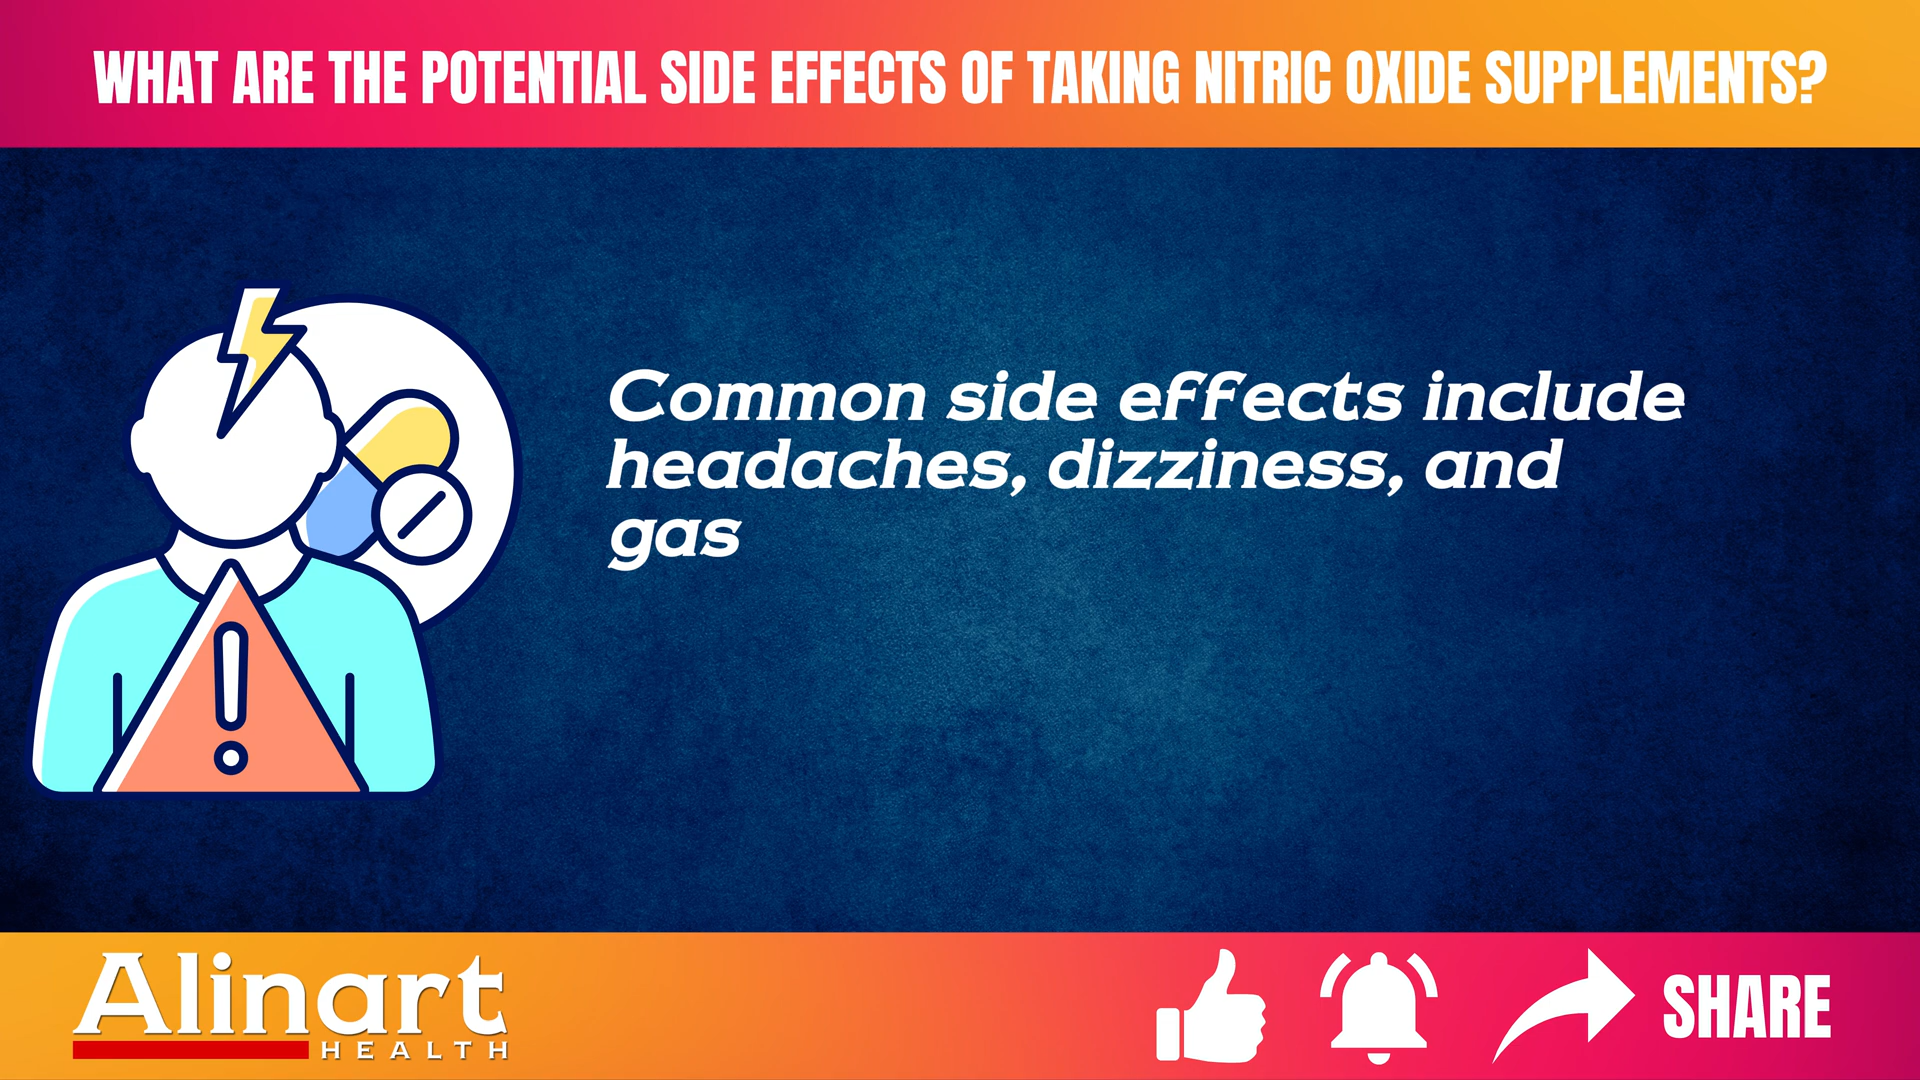 WHAT ARE THE POTENTIAL SIDE EFFECTS OF TAKING NITRIC OXIDE SUPPLEMENTS?
Common side effects include
headaches, dizziness, and
gas
Alinart
HEALTH
SHARE